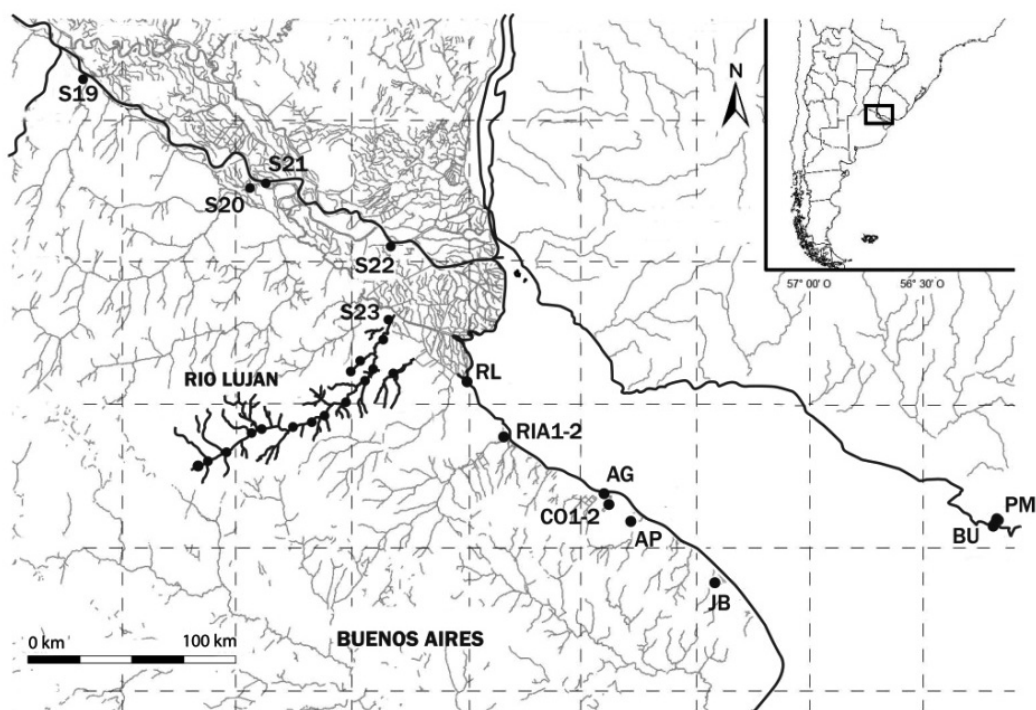 N
S19
57° 00' O
56° 30' O
S21
S20
S22
S23
RIO LUJAN
RL
RIA1-2
AG
CO1-2
AP
PM
BU
JB
BUENOS AIRES
0 km
100 km